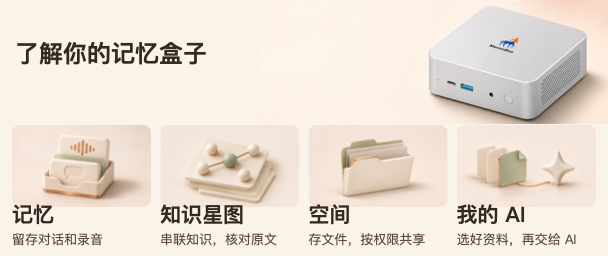 了解你的记忆盒子
记忆
留存对话和录音
知识星图
串联知识，核对原文
空间
存文件，按权限共享
我的 AI
选好资料，再交给 AI